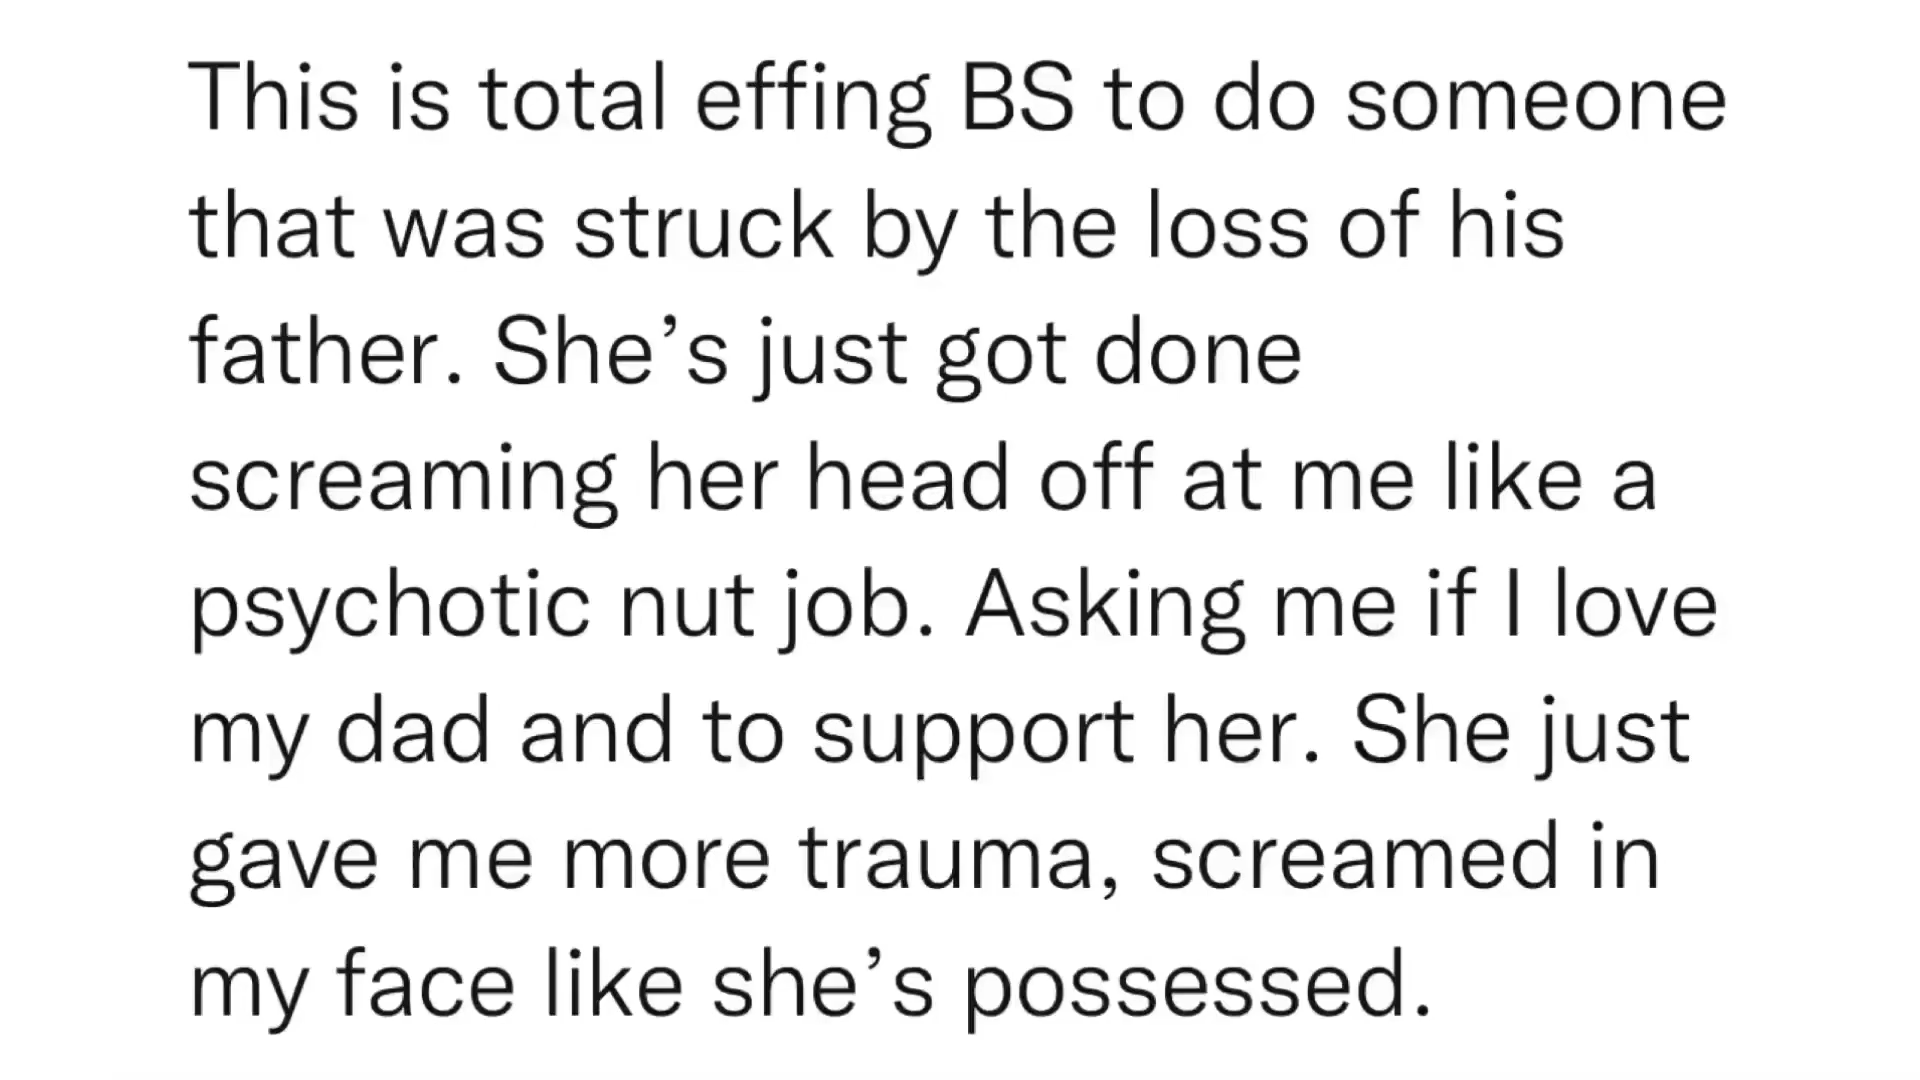 This is total effing BS to do someone
that was struck by the loss of his
father. She’s just got done
screaming her head off at me like a
psychotic nut job. Asking me if I love
my dad and to support her. She just
gave me more trauma, screamed in
my face like she’s possessed.